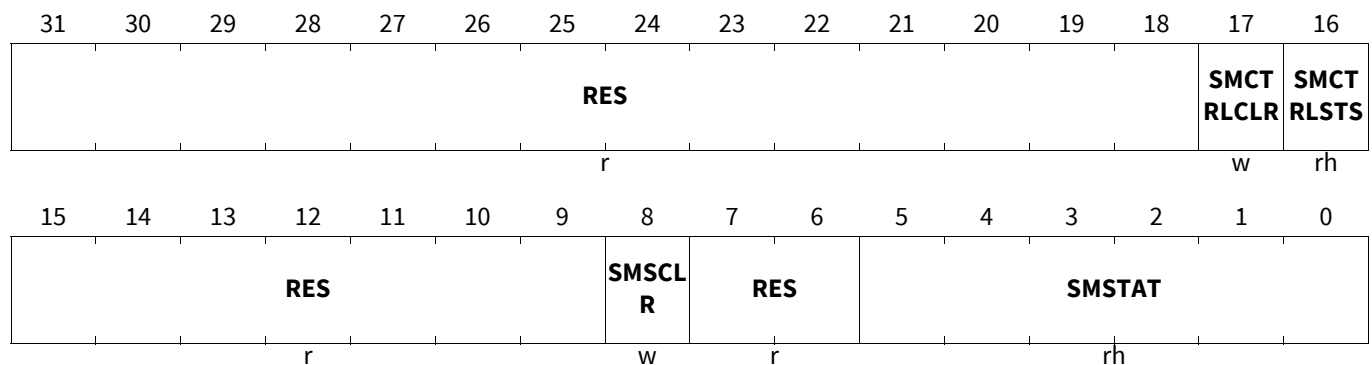 31 30 29 28 27 26 25 24 23 22 21 20 19 18 17 16
RES SMCT SMCT
RLCLR RLSTS
r w rh
15 14 13 12 11 10 9 8 7 6 5 4 3 2 1 0
RES SMSCL RES SMSTAT
R
r w r rh